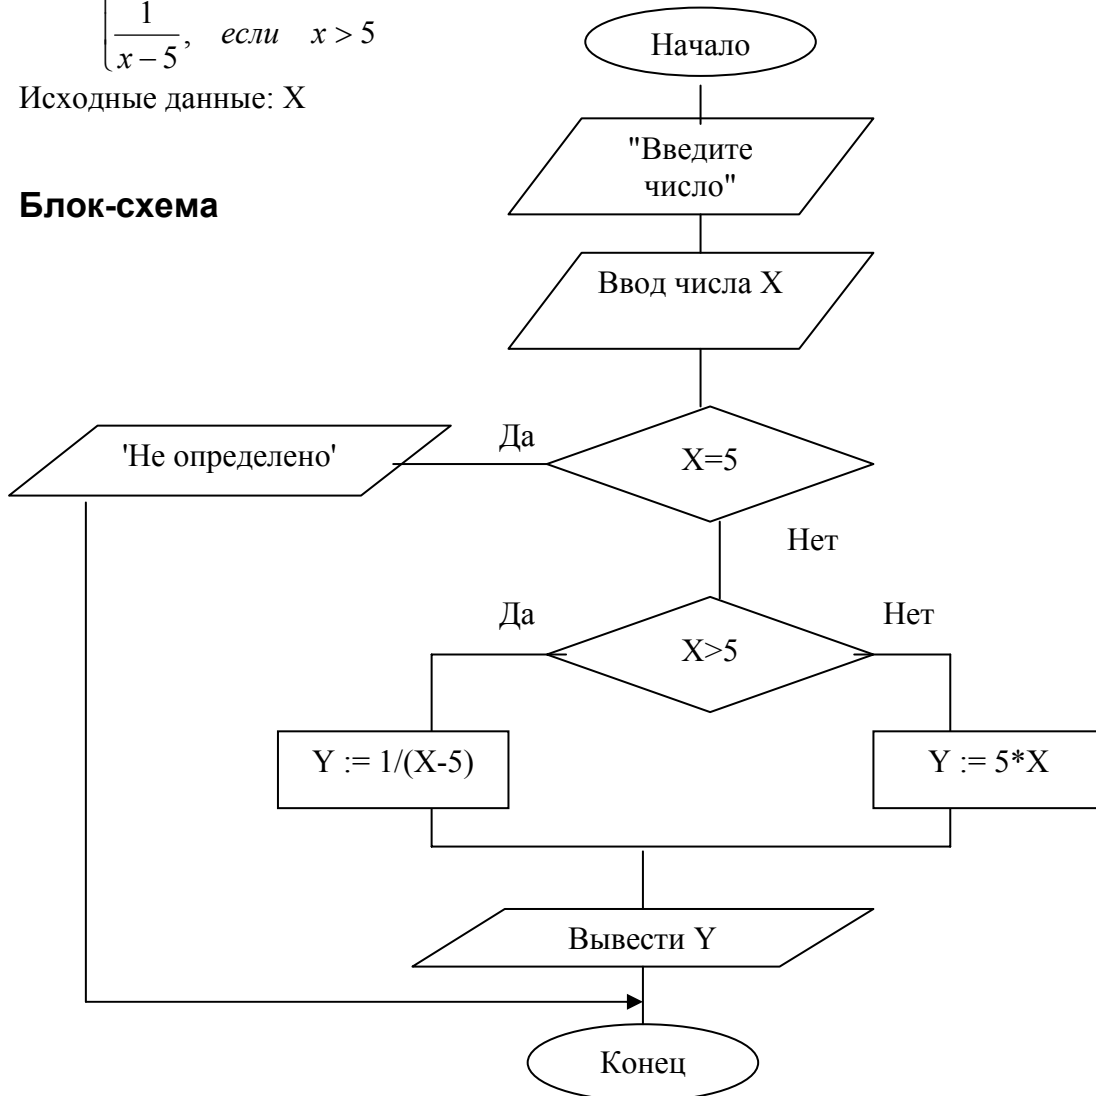 1
x – 5 , если x > 5
Исходные данные: X
Блок-схема
Начало
"Введите
число"
Ввод числа X
Да
X=5
'Не определено'
Нет
Да
X>5
Нет
Y := 1/(X-5)
Y := 5*X
Вывести Y
Конец